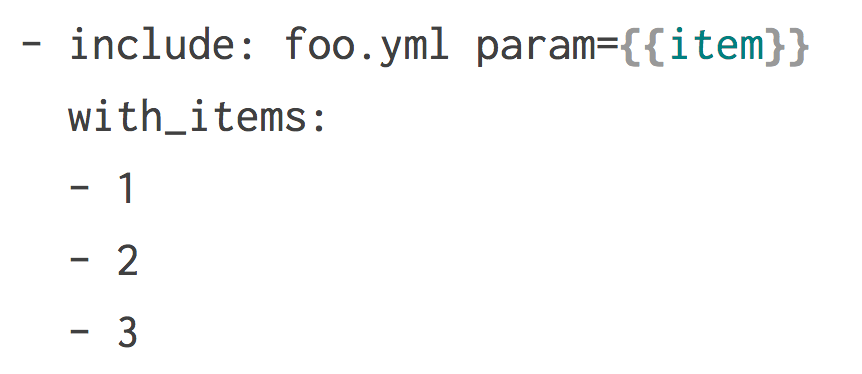 - include: foo.yml param={{item}}
  with_items:
  - 1
  - 2
  - 3